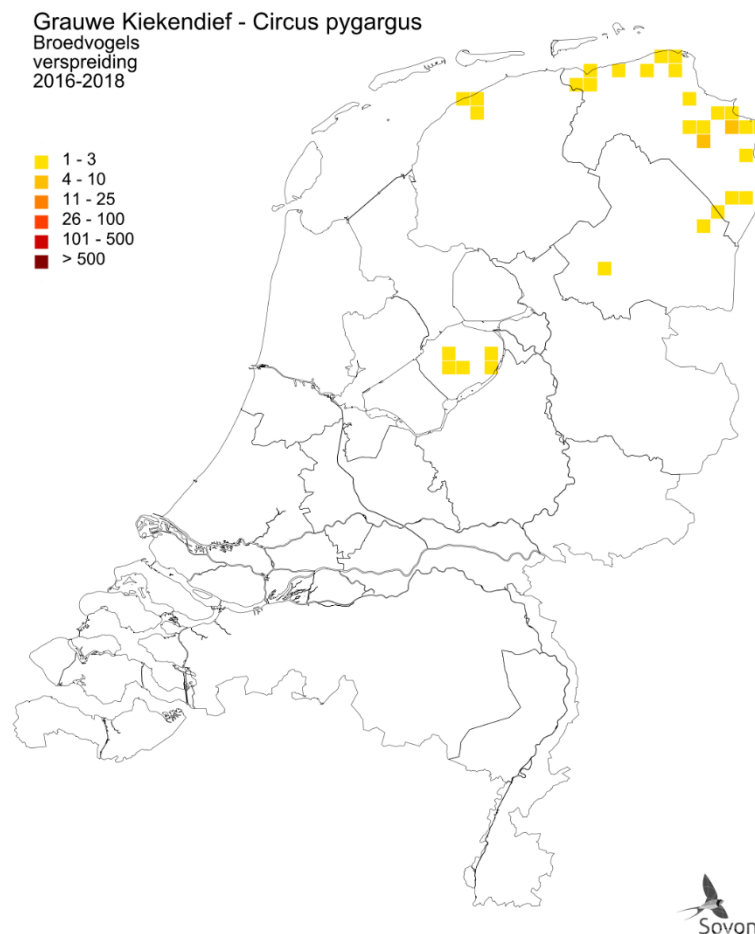 Grauwe Kiekendief - Circus pygargus
Broedvogels
verspreiding
2016-2018
1 - 3
4 - 10
11 - 25
26 - 100
101 - 500
> 500
Sovon